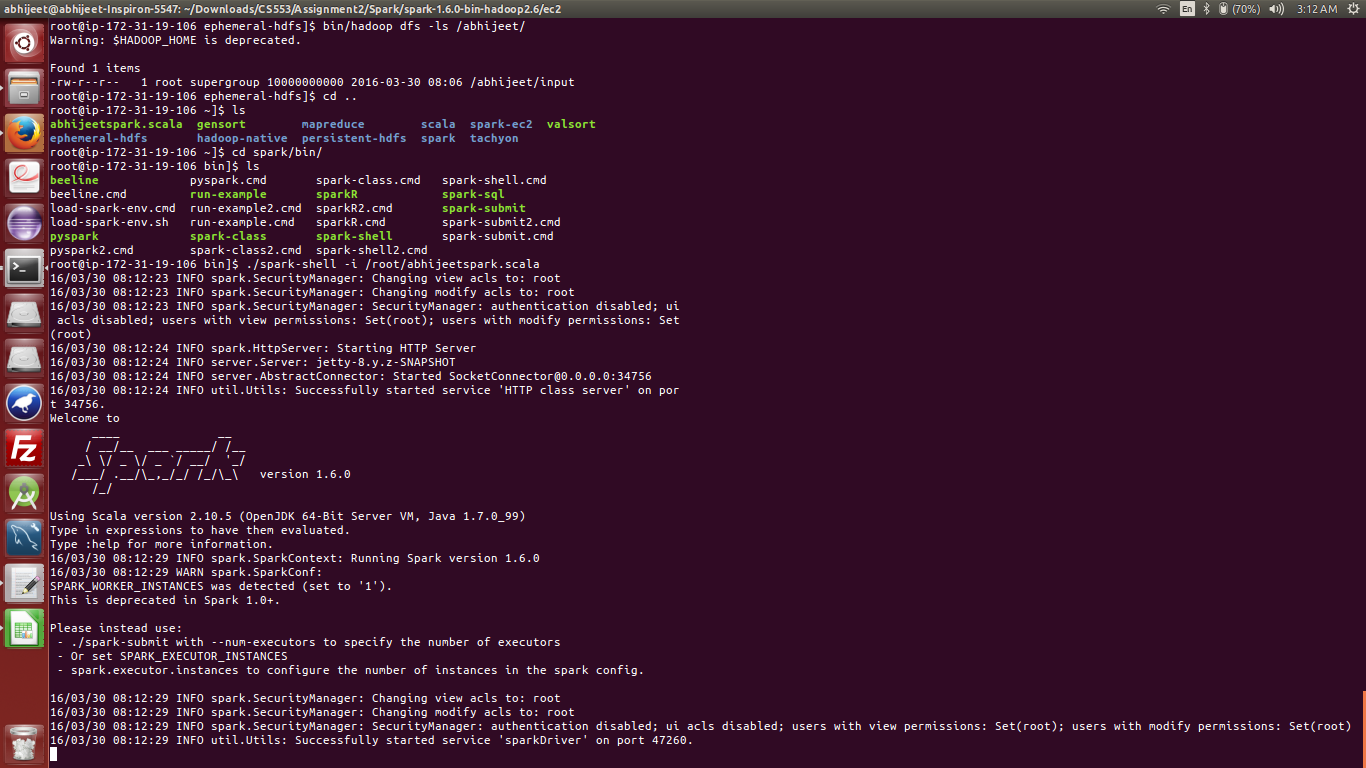 abhijeet@abhijeet-Inspiron-5547: ~/Downloads/CS553/Assignment2/Spark/spark-1.6.0-bin-hadoop2.6/ec2 En (70%) 3:12 AM
root@ip-172-31-19-106 ephemeral-hdfs]$ bin/hadoop dfs -ls /abhijeet/
Warning: $HADOOP_HOME is deprecated.

Found 1 items
-rw-r--r--   1 root supergroup 10000000000 2016-03-30 08:06 /abhijeet/input
root@ip-172-31-19-106 ephemeral-hdfs]$ cd ..
root@ip-172-31-19-106 ~]$ ls
abhijeetspark.scala  gensort        mapreduce        scala  spark-ec2  valsort
ephemeral-hdfs       hadoop-native  persistent-hdfs  spark  tachyon
root@ip-172-31-19-106 ~]$ cd spark/bin/
root@ip-172-31-19-106 bin]$ ls
beeline             pyspark.cmd       spark-class.cmd   spark-shell.cmd
beeline.cmd         run-example       sparkR            spark-sql
load-spark-env.cmd  run-example2.cmd  sparkR2.cmd       spark-submit
load-spark-env.sh   run-example.cmd   sparkR.cmd        spark-submit2.cmd
pyspark             spark-class       spark-shell       spark-submit.cmd
pyspark2.cmd        spark-class2.cmd  spark-shell2.cmd
root@ip-172-31-19-106 bin]$ ./spark-shell -i /root/abhijeetspark.scala
16/03/30 08:12:23 INFO spark.SecurityManager: Changing view acls to: root
16/03/30 08:12:23 INFO spark.SecurityManager: Changing modify acls to: root
16/03/30 08:12:23 INFO spark.SecurityManager: SecurityManager: authentication disabled; ui
 acls disabled; users with view permissions: Set(root); users with modify permissions: Set
(root)
16/03/30 08:12:24 INFO spark.HttpServer: Starting HTTP Server
16/03/30 08:12:24 INFO server.Server: jetty-8.y.z-SNAPSHOT
16/03/30 08:12:24 INFO server.AbstractConnector: Started SocketConnector@0.0.0.0:34756
16/03/30 08:12:24 INFO util.Utils: Successfully started service 'HTTP class server' on por
t 34756.
Welcome to
      ____              __
     / __/__  ___ _____/ /__
    _\ \/ _ \/ _ `/ __/  '_/
   /___/ .__/\_,_/_/ /_/\_\   version 1.6.0
      /_/

Using Scala version 2.10.5 (OpenJDK 64-Bit Server VM, Java 1.7.0_99)
Type in expressions to have them evaluated.
Type :help for more information.
16/03/30 08:12:29 INFO spark.SparkContext: Running Spark version 1.6.0
16/03/30 08:12:29 WARN spark.SparkConf:
SPARK_WORKER_INSTANCES was detected (set to '1').
This is deprecated in Spark 1.0+.

Please instead use:
 - ./spark-submit with --num-executors to specify the number of executors
 - Or set SPARK_EXECUTOR_INSTANCES
 - spark.executor.instances to configure the number of instances in the spark config.

16/03/30 08:12:29 INFO spark.SecurityManager: Changing view acls to: root
16/03/30 08:12:29 INFO spark.SecurityManager: Changing modify acls to: root
16/03/30 08:12:29 INFO spark.SecurityManager: SecurityManager: authentication disabled; ui acls disabled; users with view permissions: Set(root); users with modify permissions: Set(root)
16/03/30 08:12:29 INFO util.Utils: Successfully started service 'sparkDriver' on port 47260.